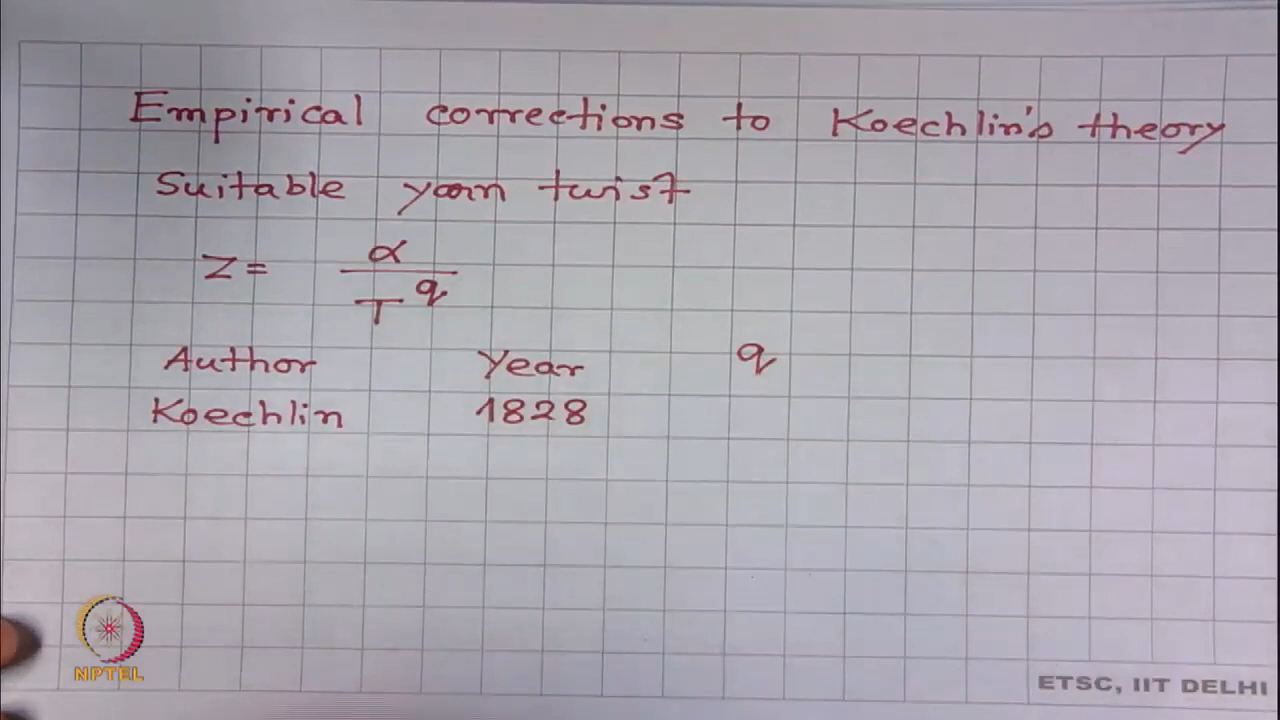 Empirical corrections to Koechlin's theory
Suitable yarn twist
Z = α / T^q
Author Year q
Koechlin 1828
NPTEL
ETSC, IIT DELHI